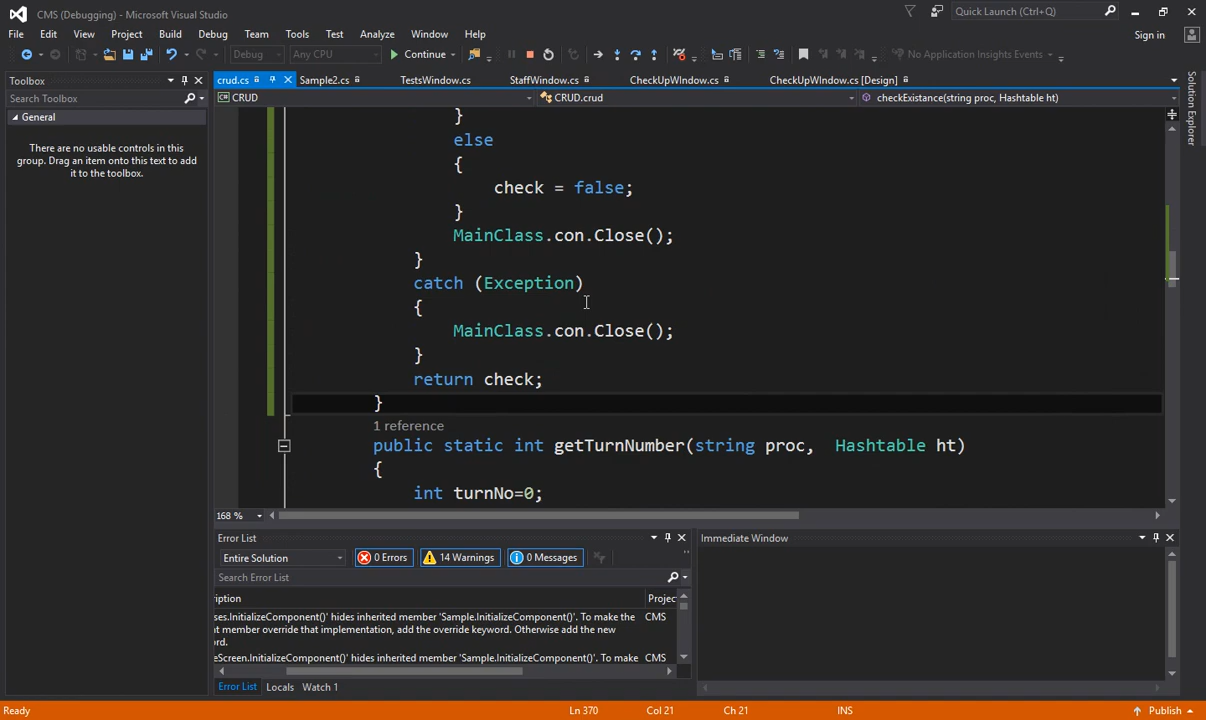 CMS (Debugging) - Microsoft Visual Studio
Quick Launch (Ctrl+Q)
File Edit View Project Build Debug Team Tools Test Analyze Window Help
Sign in
Debug Any CPU Continue No Application Insights Events
Toolbox
crud.cs Sample2.cs TestsWindow.cs StaffWindow.cs CheckUpWIndow.cs CheckUpWIndow.cs [Design]
Search Toolbox
CRUD CRUD.crud checkExistance(string proc, Hashtable ht)
General
There are no usable controls in this
group. Drag an item onto this text to add
it to the toolbox.
Solution Explorer
}
else
{
check = false;
}
MainClass.con.Close();
}
catch (Exception)
{
MainClass.con.Close();
}
return check;
}
1 reference
public static int getTurnNumber(string proc, Hashtable ht)
{
int turnNo=0;
168 %
Error List
Immediate Window
Entire Solution 0 Errors 14 Warnings 0 Messages
Search Error List
ription Projec
ses.InitializeComponent()' hides inherited member 'Sample.InitializeComponent()'. To make the CMS
nt member override that implementation, add the override keyword. Otherwise add the new
ord.
eScreen.InitializeComponent()' hides inherited member 'Sample.InitializeComponent()'. To make CMS
Error List Locals Watch 1
Ready Ln 370 Col 21 Ch 21 INS Publish